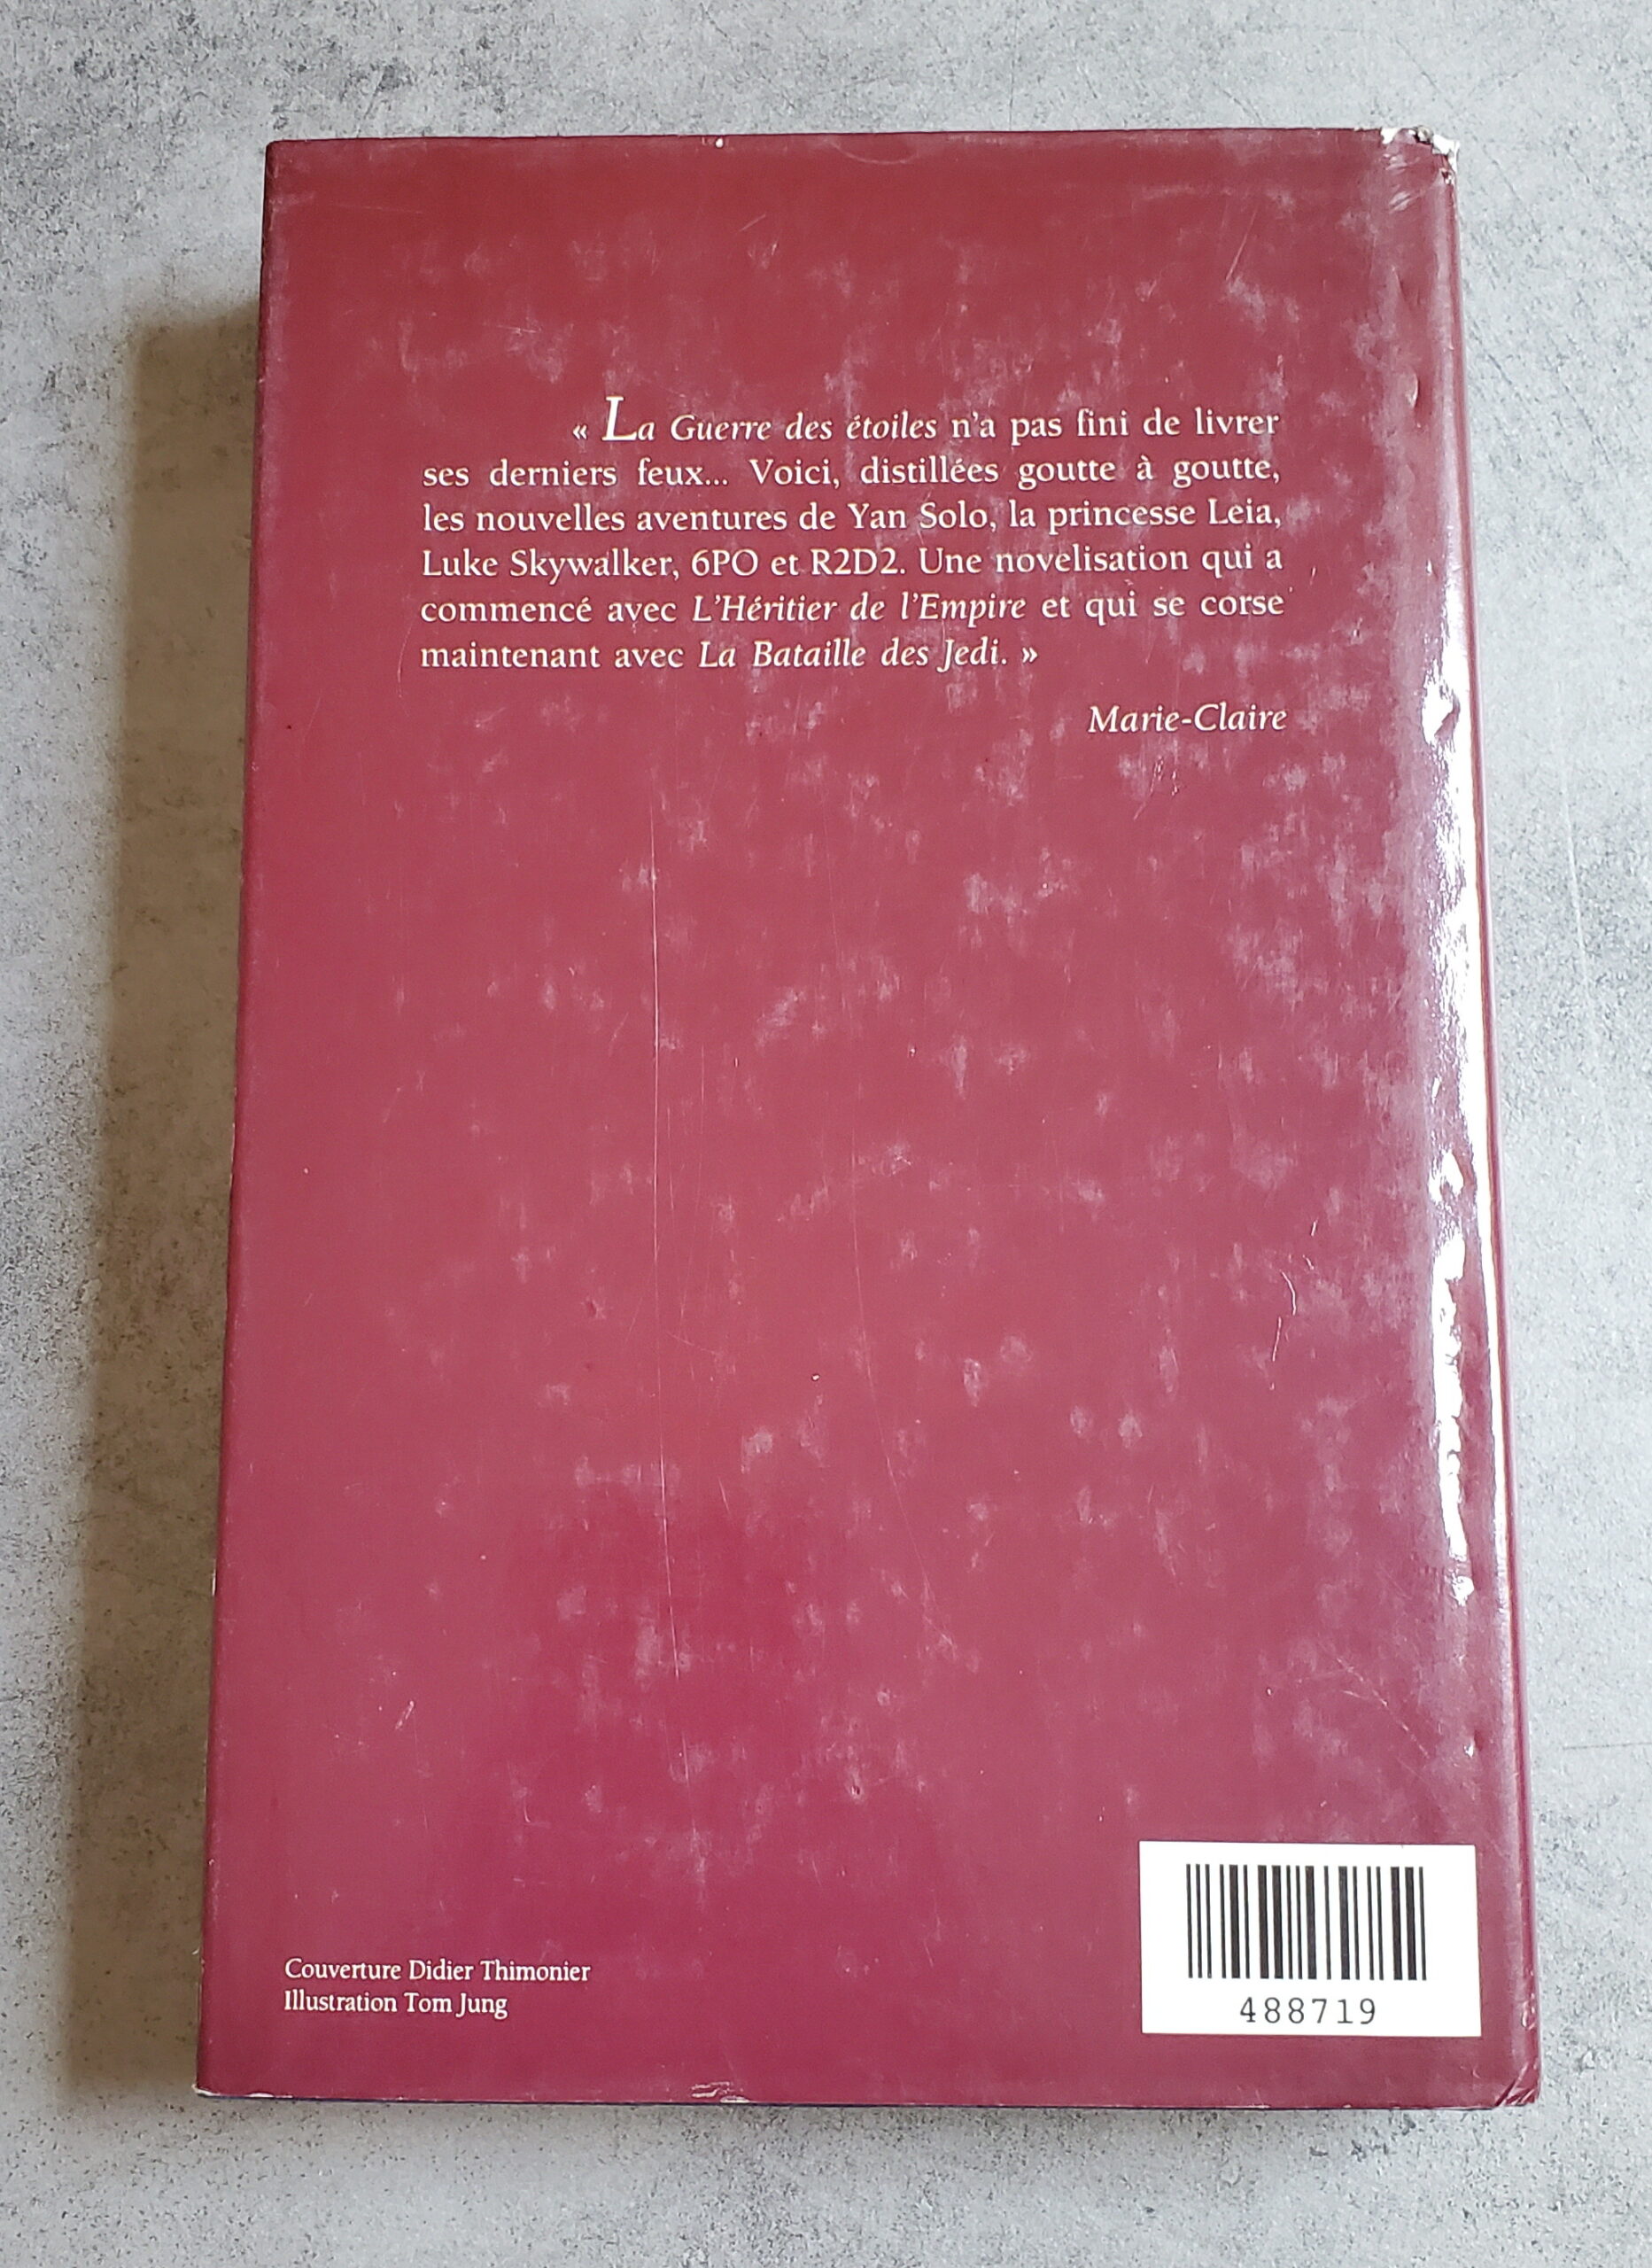 « La Guerre des étoiles n'a pas fini de livrer
ses derniers feux... Voici, distillées goutte à goutte,
les nouvelles aventures de Yan Solo, la princesse Leia,
Luke Skywalker, 6PO et R2D2. Une novelisation qui a
commencé avec L'Héritier de l'Empire et qui se corse
maintenant avec La Bataille des Jedi. »
Marie-Claire
Couverture Didier Thimonier
Illustration Tom Jung
488719